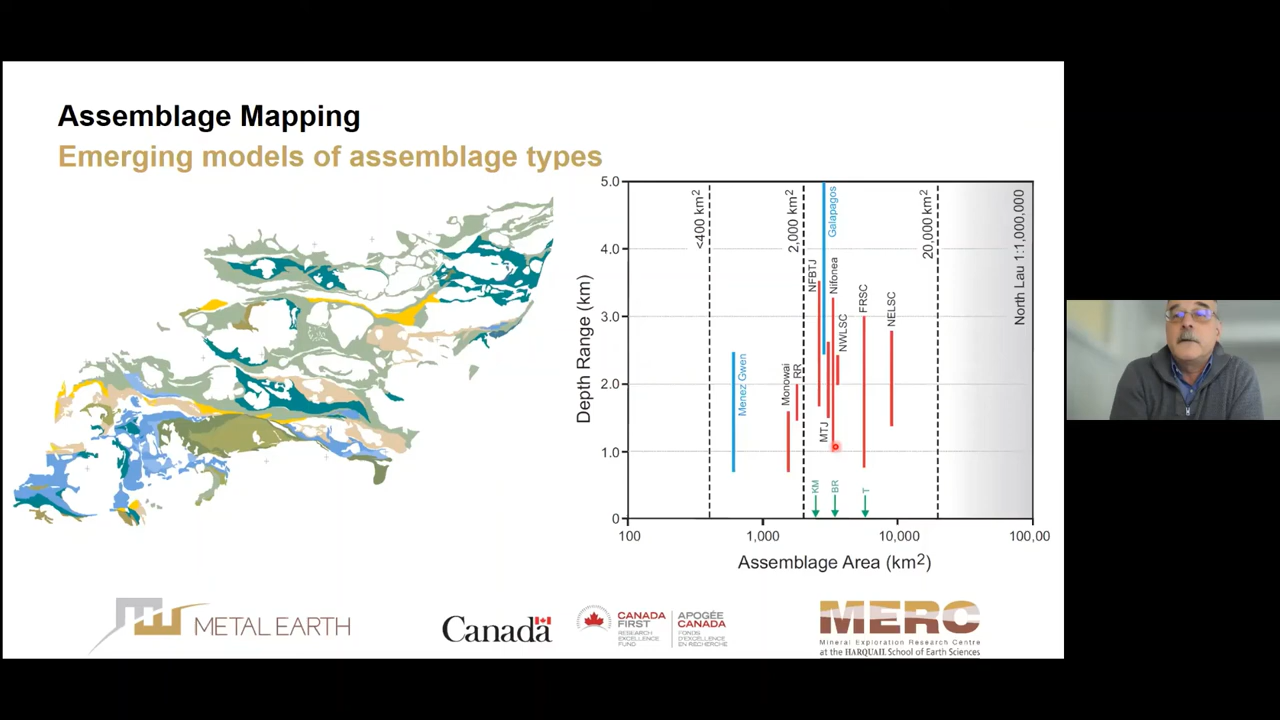 Assemblage Mapping
Emerging models of assemblage types
Depth Range (km)
5.0
4.0
3.0
2.0
1.0
0
<400 km2
2,000 km2
20,000 km2
North Lau 1:1,000,000
Menez Gwen
Monowai
RR
NFBTJ
MTJ
Galapagos
Nifonea
NWLSC
FRSC
NELSC
KM
BR
T
100
1,000
10,000
100,00
Assemblage Area (km2)
METAL EARTH
Canada
CANADA
FIRST
RESEARCH
EXCELLENCE
FUND
APOGÉE
CANADA
FONDS
D'EXCELLENCE
EN RECHERCHE
MERC
Mineral Exploration Research Centre
at the HARQUAIL School of Earth Sciences